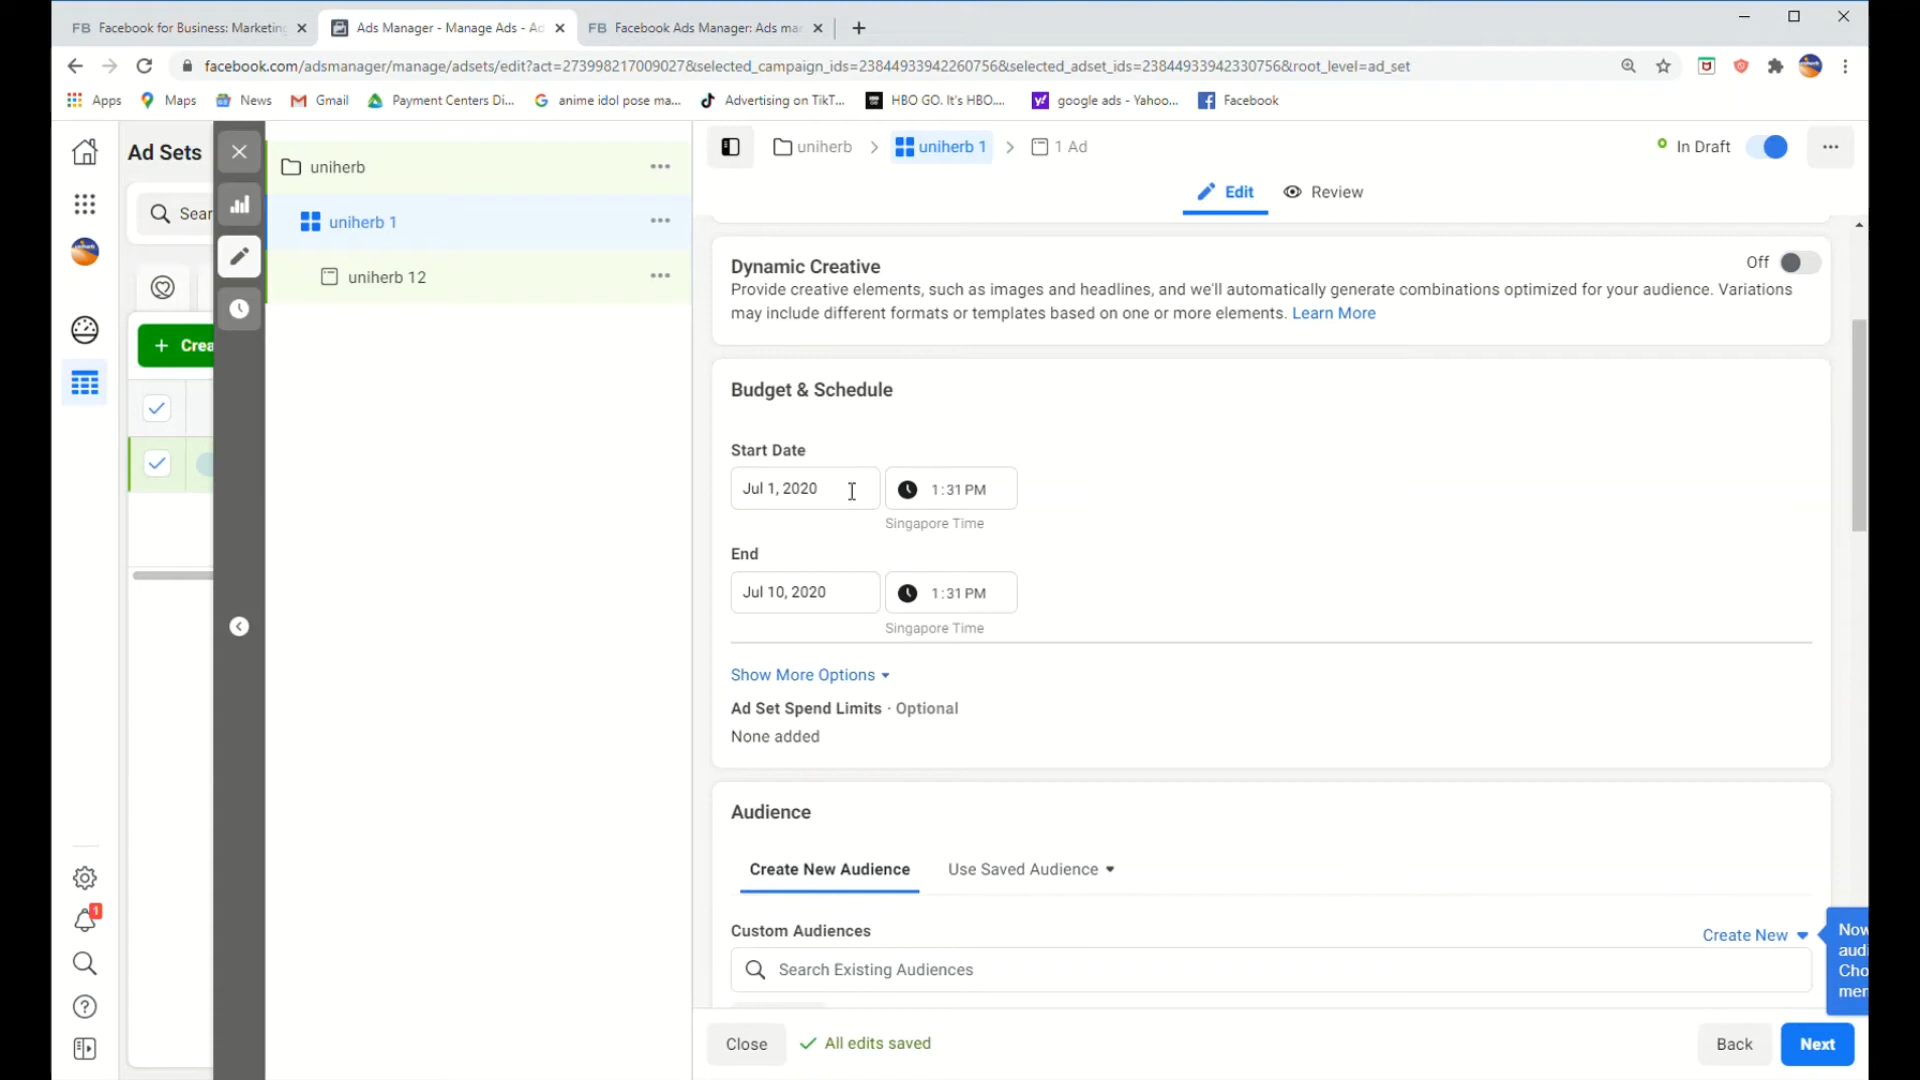 FB Facebook for Business: Marketing
Ads Manager - Manage Ads - Ad
FB Facebook Ads Manager: Ads mar
facebook.com/adsmanager/manage/adsets/edit?act=273998217009027&selected_campaign_ids=23844933942260756&selected_adset_ids=23844933942330756&root_level=ad_set
Apps
Maps
News
Gmail
Payment Centers Di...
anime idol pose ma...
Advertising on TikT...
HBO GO. It's HBO....
google ads - Yahoo...
Facebook
Ad Sets
Sear
+ Crea
1
uniherb
uniherb 1
uniherb 12
uniherb > uniherb 1 > 1 Ad
In Draft
Edit
Review
Dynamic Creative
Off
Provide creative elements, such as images and headlines, and we'll automatically generate combinations optimized for your audience. Variations
may include different formats or templates based on one or more elements. Learn More
Budget & Schedule
Start Date
Jul 1, 2020
1:31 PM
Singapore Time
End
Jul 10, 2020
1:31 PM
Singapore Time
Show More Options
Ad Set Spend Limits · Optional
None added
Audience
Create New Audience
Use Saved Audience
Custom Audiences
Create New
Search Existing Audiences
Now
audi
Cho
men
Close
All edits saved
Back
Next